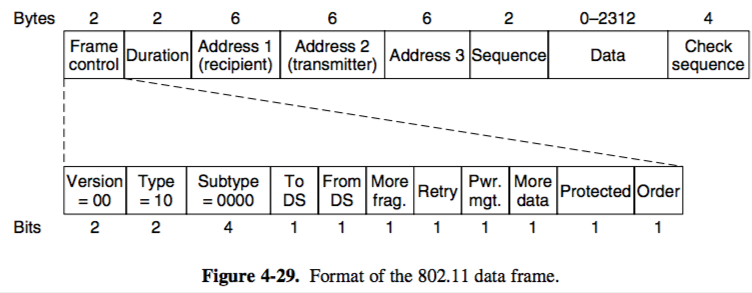 Bytes 2 2 6 6 6 2 0–2312 4
Frame control Duration Address 1 (recipient) Address 2 (transmitter) Address 3 Sequence Data Check sequence
Version = 00 Type = 10 Subtype = 0000 To DS From DS More frag. Retry Pwr. mgt. More data Protected Order
Bits 2 2 4 1 1 1 1 1 1 1 1
Figure 4-29. Format of the 802.11 data frame.